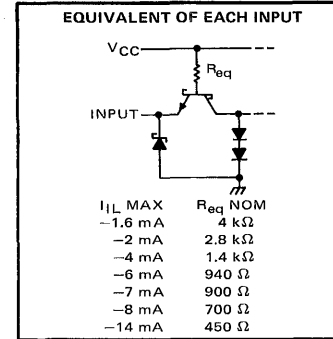 EQUIVALENT OF EACH INPUT
VCC
Req
INPUT
IIL MAX Req NOM
−1.6 mA 4 kΩ
−2 mA 2.8 kΩ
−4 mA 1.4 kΩ
−6 mA 940 Ω
−7 mA 900 Ω
−8 mA 700 Ω
−14 mA 450 Ω